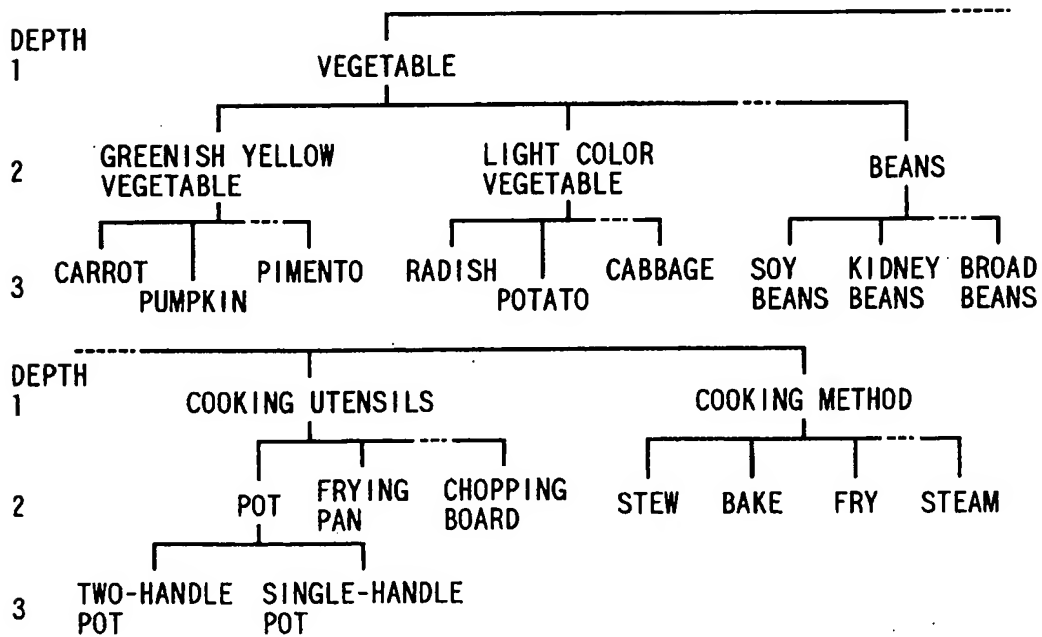 DEPTH
1 VEGETABLE
2 GREENISH YELLOW VEGETABLE LIGHT COLOR VEGETABLE BEANS
3 CARROT PUMPKIN PIMENTO RADISH POTATO CABBAGE SOY BEANS KIDNEY BEANS BROAD BEANS
DEPTH
1 COOKING UTENSILS COOKING METHOD
2 POT FRYING PAN CHOPPING BOARD STEW BAKE FRY STEAM
3 TWO-HANDLE POT SINGLE-HANDLE POT